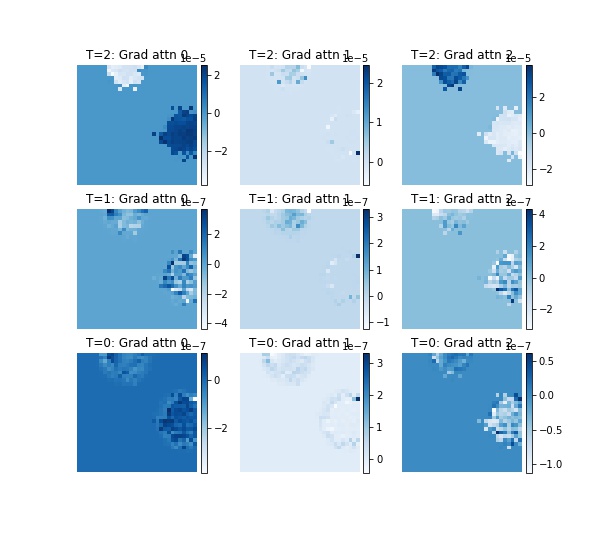 T=2: Grad attn 0
1e−5
T=2: Grad attn 1
1e−5
T=2: Grad attn 2
1e−5
2
0
−2
2
1
0
2
0
−2
T=1: Grad attn 0
1e−7
T=1: Grad attn 1
1e−7
T=1: Grad attn 2
1e−7
2
0
−2
−4
3
2
1
0
−1
4
2
0
−2
T=0: Grad attn 0
1e−7
T=0: Grad attn 1
1e−7
T=0: Grad attn 2
1e−7
0
−2
3
2
1
0
0.5
0.0
−0.5
−1.0